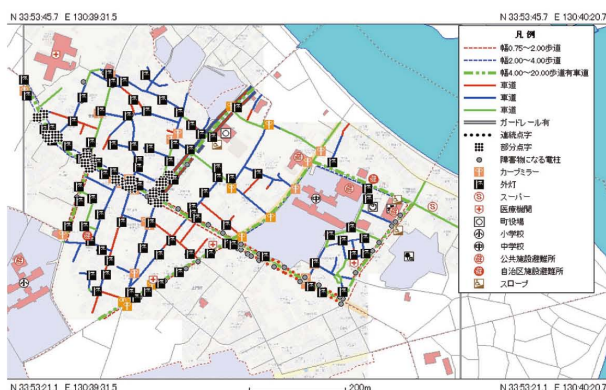 N 33:53:45.7 E 130:39:31.5
N 33:53:45.7 E 130:40:20.7
凡 例
幅0.75～2.00歩道
幅2.00～4.00歩道
幅4.00～20.00歩道有車道
車道
車道
車道
ガードレール有
連続点字
部分点字
障害物になる電柱
カーブミラー
外灯
スーパー
医療機関
町役場
小学校
中学校
公共施設避難所
自治区施設避難所
スロープ
N 33:53:21.1 E 130:39:31.5
200m
N 33:53:21.1 E 130:40:20.7